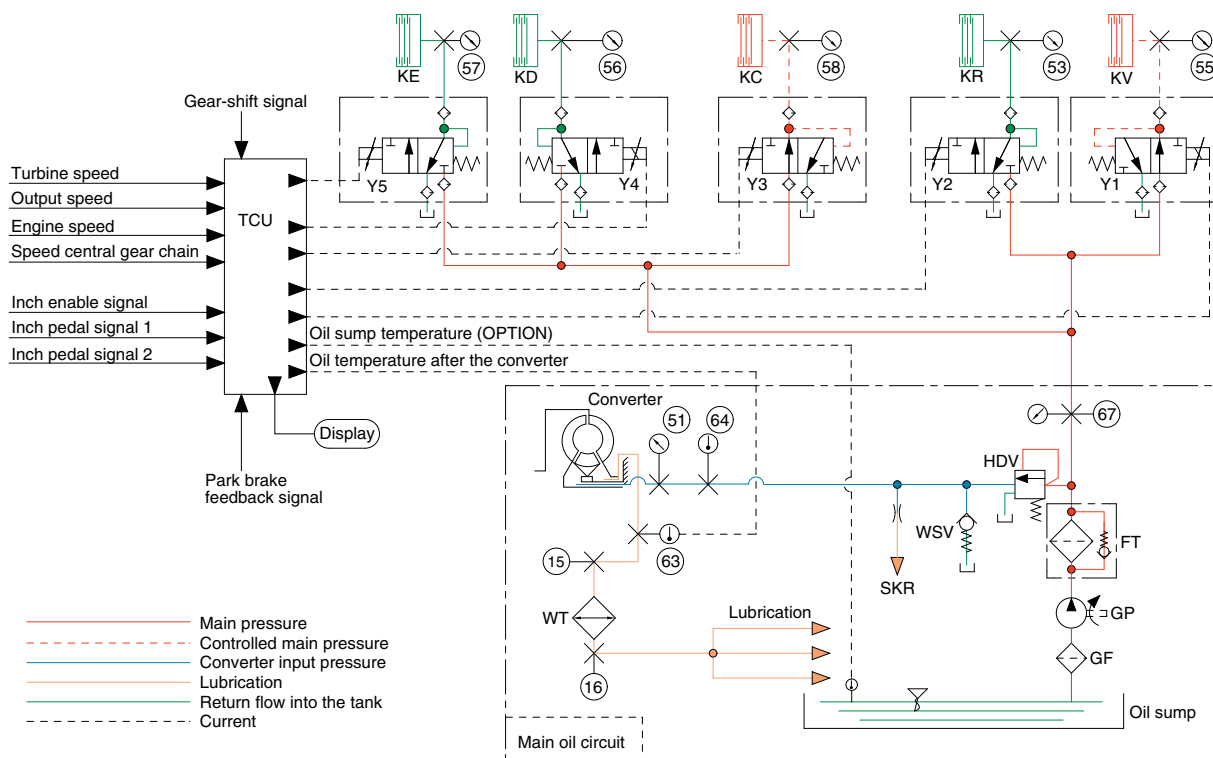 KE
57
KD
56
KC
58
KR
53
KV
55
Gear-shift signal
Y5
Y4
Y3
Y2
Y1
Turbine speed
Output speed
TCU
Engine speed
Speed central gear chain
Inch enable signal
Inch pedal signal 1
Inch pedal signal 2
Oil sump temperature (OPTION)
Oil temperature after the converter
Display
Park brake
feedback signal
Converter
51
64
67
HDV
WSV
FT
SKR
63
15
WT
GP
GF
Lubrication
16
Oil sump
Main oil circuit
Main pressure
Controlled main pressure
Converter input pressure
Lubrication
Return flow into the tank
Current